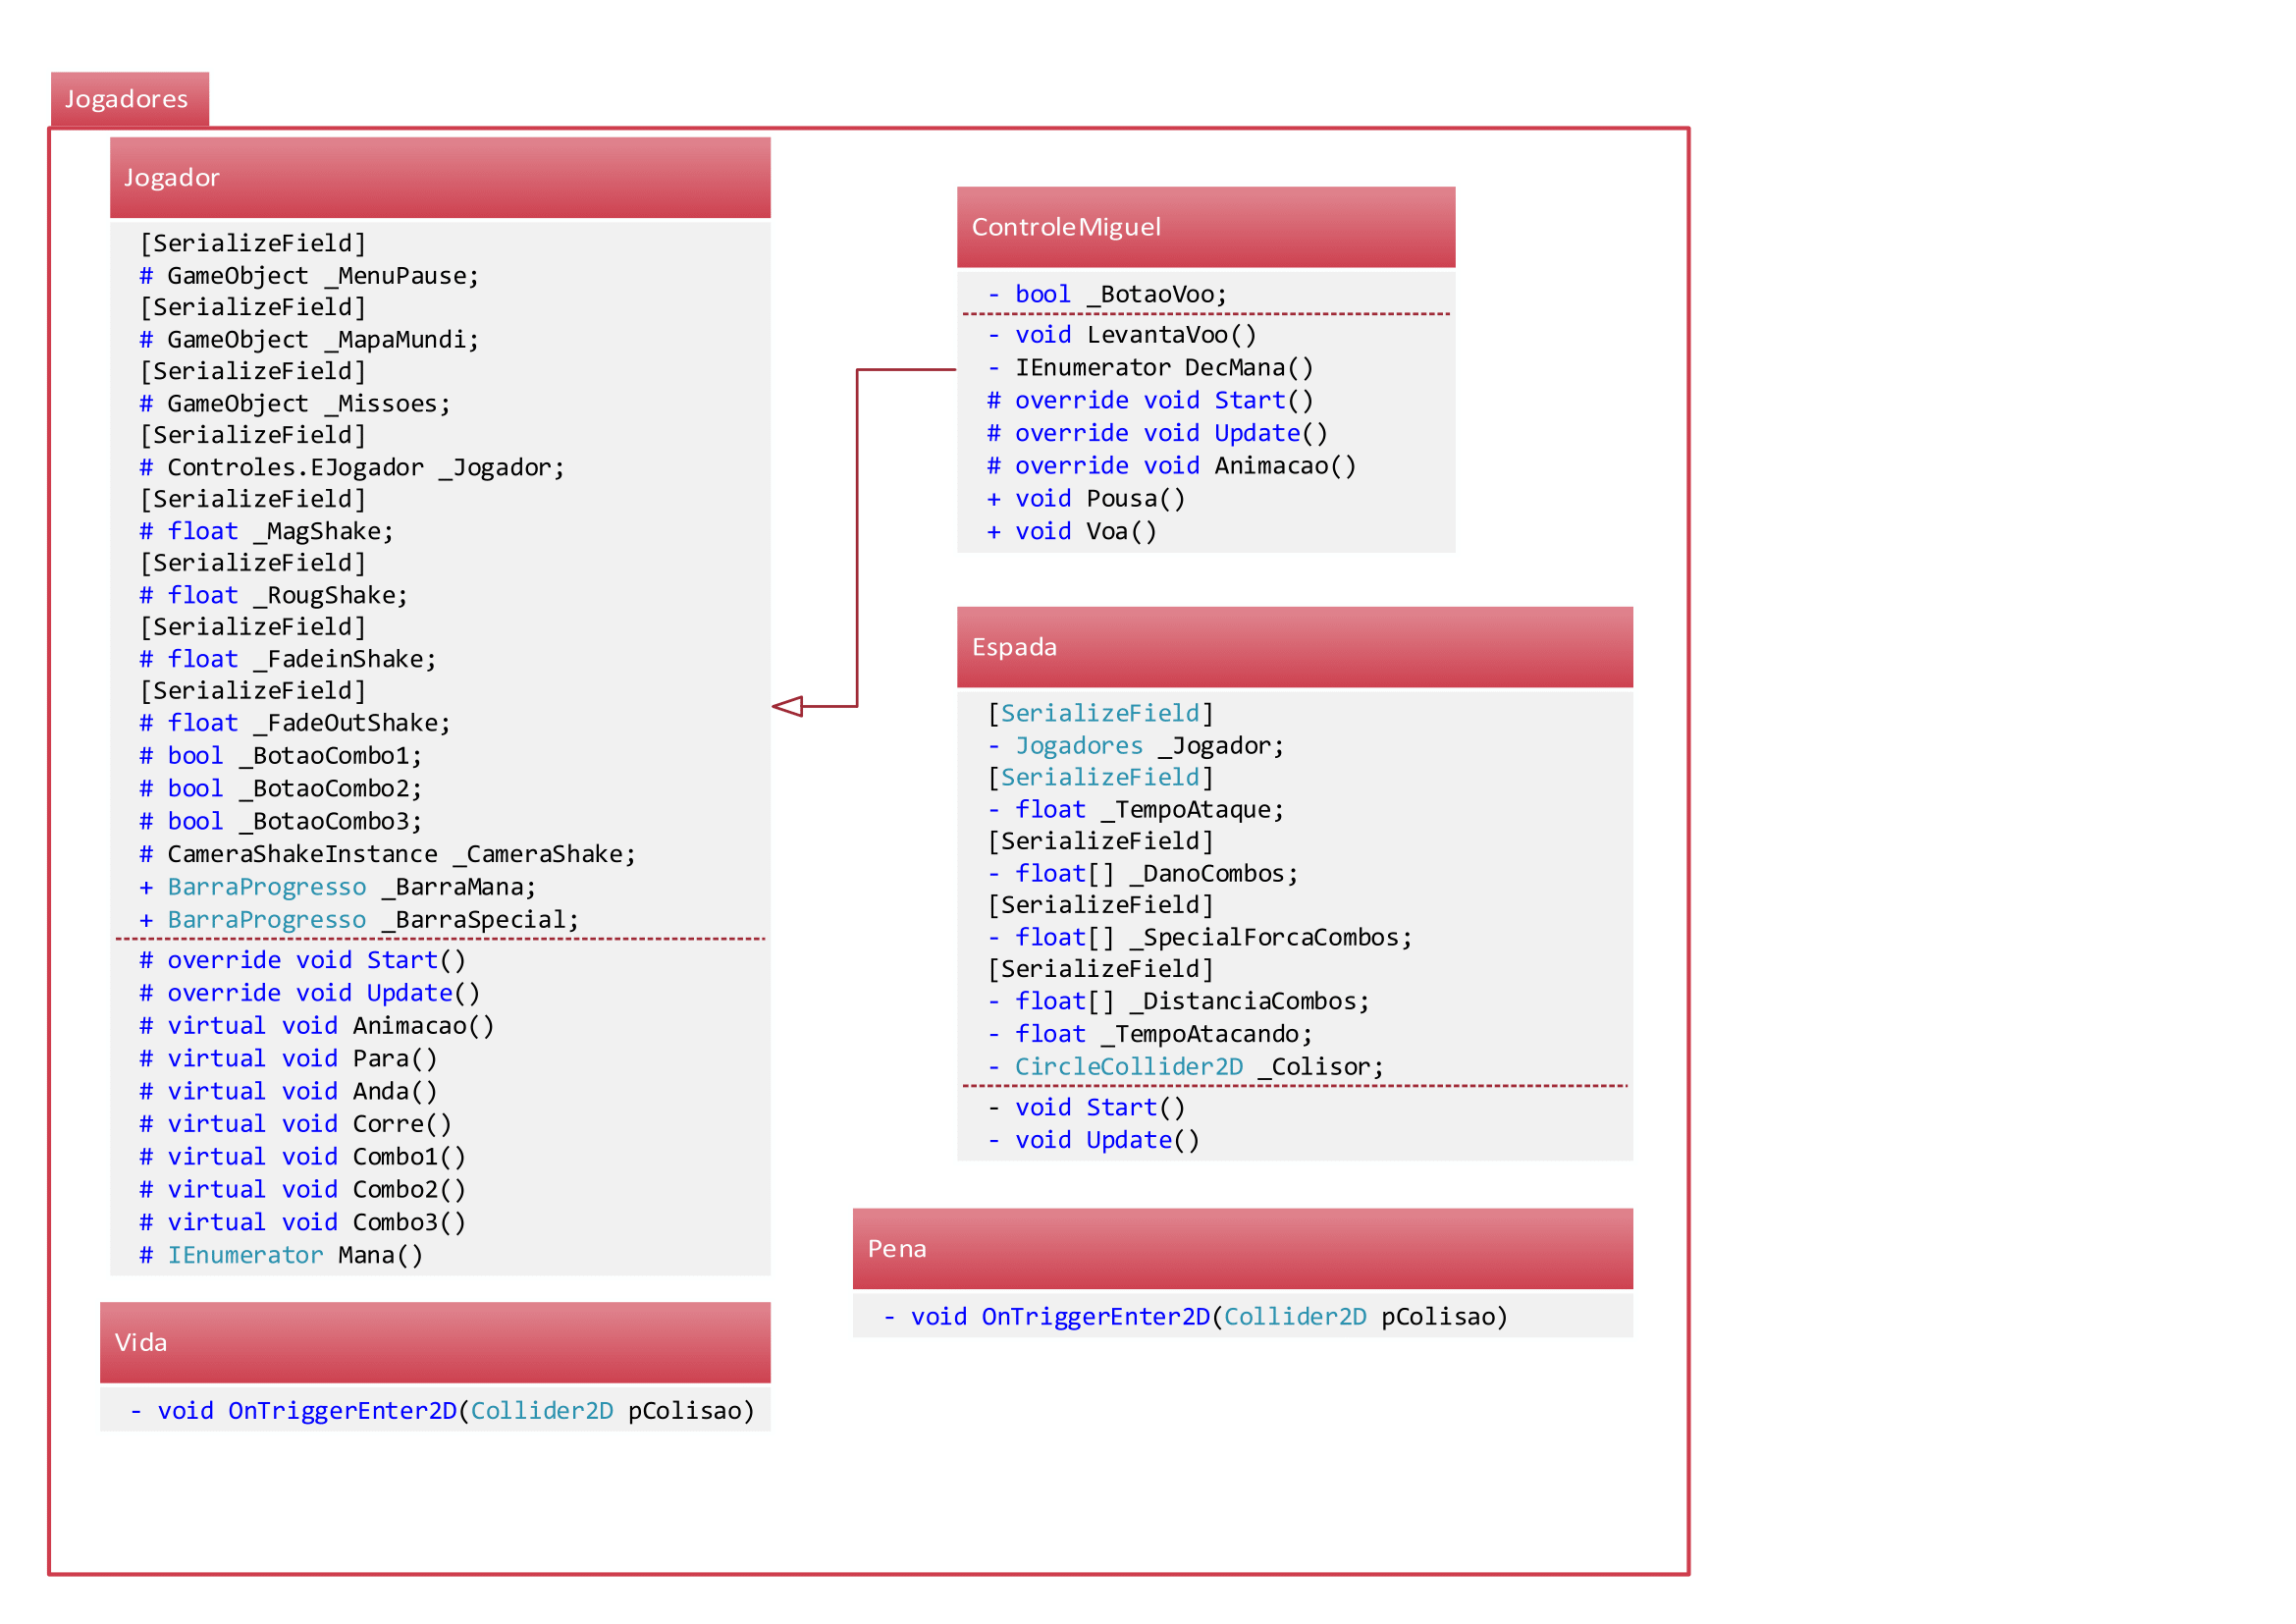 Jogadores
Jogador
[SerializeField]
# GameObject _MenuPause;
[SerializeField]
# GameObject _MapaMundi;
[SerializeField]
# GameObject _Missoes;
[SerializeField]
# Controles.EJogador _Jogador;
[SerializeField]
# float _MagShake;
[SerializeField]
# float _RougShake;
[SerializeField]
# float _FadeinShake;
[SerializeField]
# float _FadeOutShake;
# bool _BotaoCombo1;
# bool _BotaoCombo2;
# bool _BotaoCombo3;
# CameraShakeInstance _CameraShake;
+ BarraProgresso _BarraMana;
+ BarraProgresso _BarraSpecial;
# override void Start()
# override void Update()
# virtual void Animacao()
# virtual void Para()
# virtual void Anda()
# virtual void Corre()
# virtual void Combo1()
# virtual void Combo2()
# virtual void Combo3()
# IEnumerator Mana()
Vida
- void OnTriggerEnter2D(Collider2D pColisao)
ControleMiguel
- bool _BotaoVoo;
- void LevantaVoo()
- IEnumerator DecMana()
# override void Start()
# override void Update()
# override void Animacao()
+ void Pousa()
+ void Voa()
Espada
[SerializeField]
- Jogadores _Jogador;
[SerializeField]
- float _TempoAtaque;
[SerializeField]
- float[] _DanoCombos;
[SerializeField]
- float[] _SpecialForcaCombos;
[SerializeField]
- float[] _DistanciaCombos;
- float _TempoAtacando;
- CircleCollider2D _Colisor;
- void Start()
- void Update()
Pena
- void OnTriggerEnter2D(Collider2D pColisao)